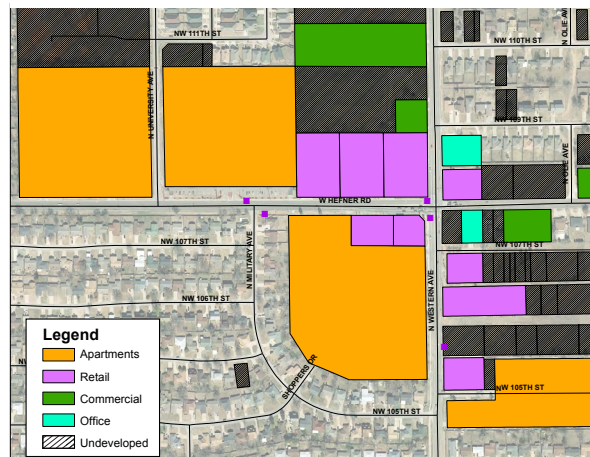 NW 111TH ST
NW 110TH ST
N OLIE AVE
N UNIVERSITY AVE
NW 109TH ST
N OLIE AVE
W HEFNER RD
NW 107TH ST
N MILITARY AVE
NW 107TH ST
N WESTERN AVE
NW 106TH ST
Legend
Apartments
Retail
Commercial
Office
Undeveloped
NW
SHOPPERS DR
NW 105TH ST
NW 105TH ST